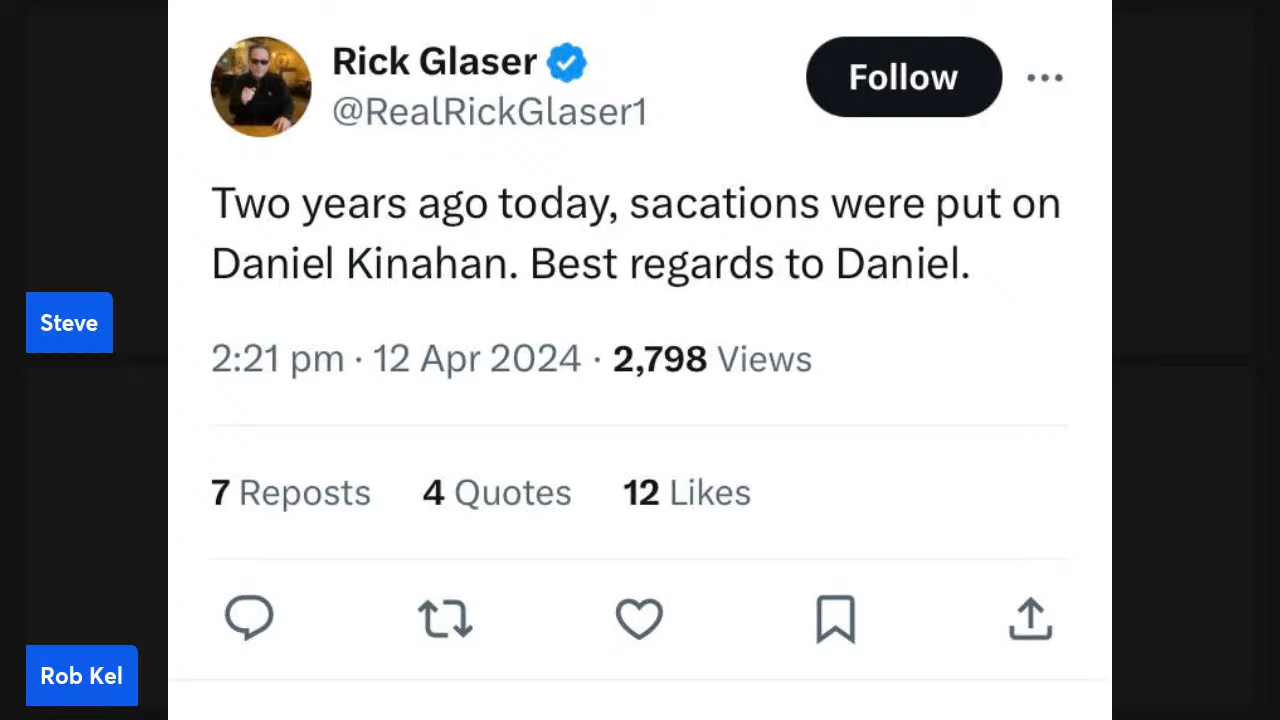 Rick Glaser
@RealRickGlaser1
Follow
Two years ago today, sacations were put on
Daniel Kinahan. Best regards to Daniel.
2:21 pm · 12 Apr 2024 · 2,798 Views
7 Reposts 4 Quotes 12 Likes
Steve
Rob Kel